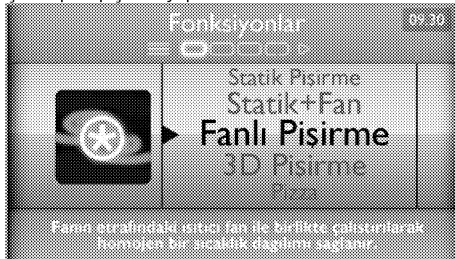 Fonksiyonlar
09:30
Statik Pişirme
Statik+Fan
Fanlı Pişirme
3D Pişirme
Pizza
Fanın etrafındaki ısıtıcı fan ile birlikte çalıştırılarak
homojen bir sıcaklık dağılımı sağlanır.